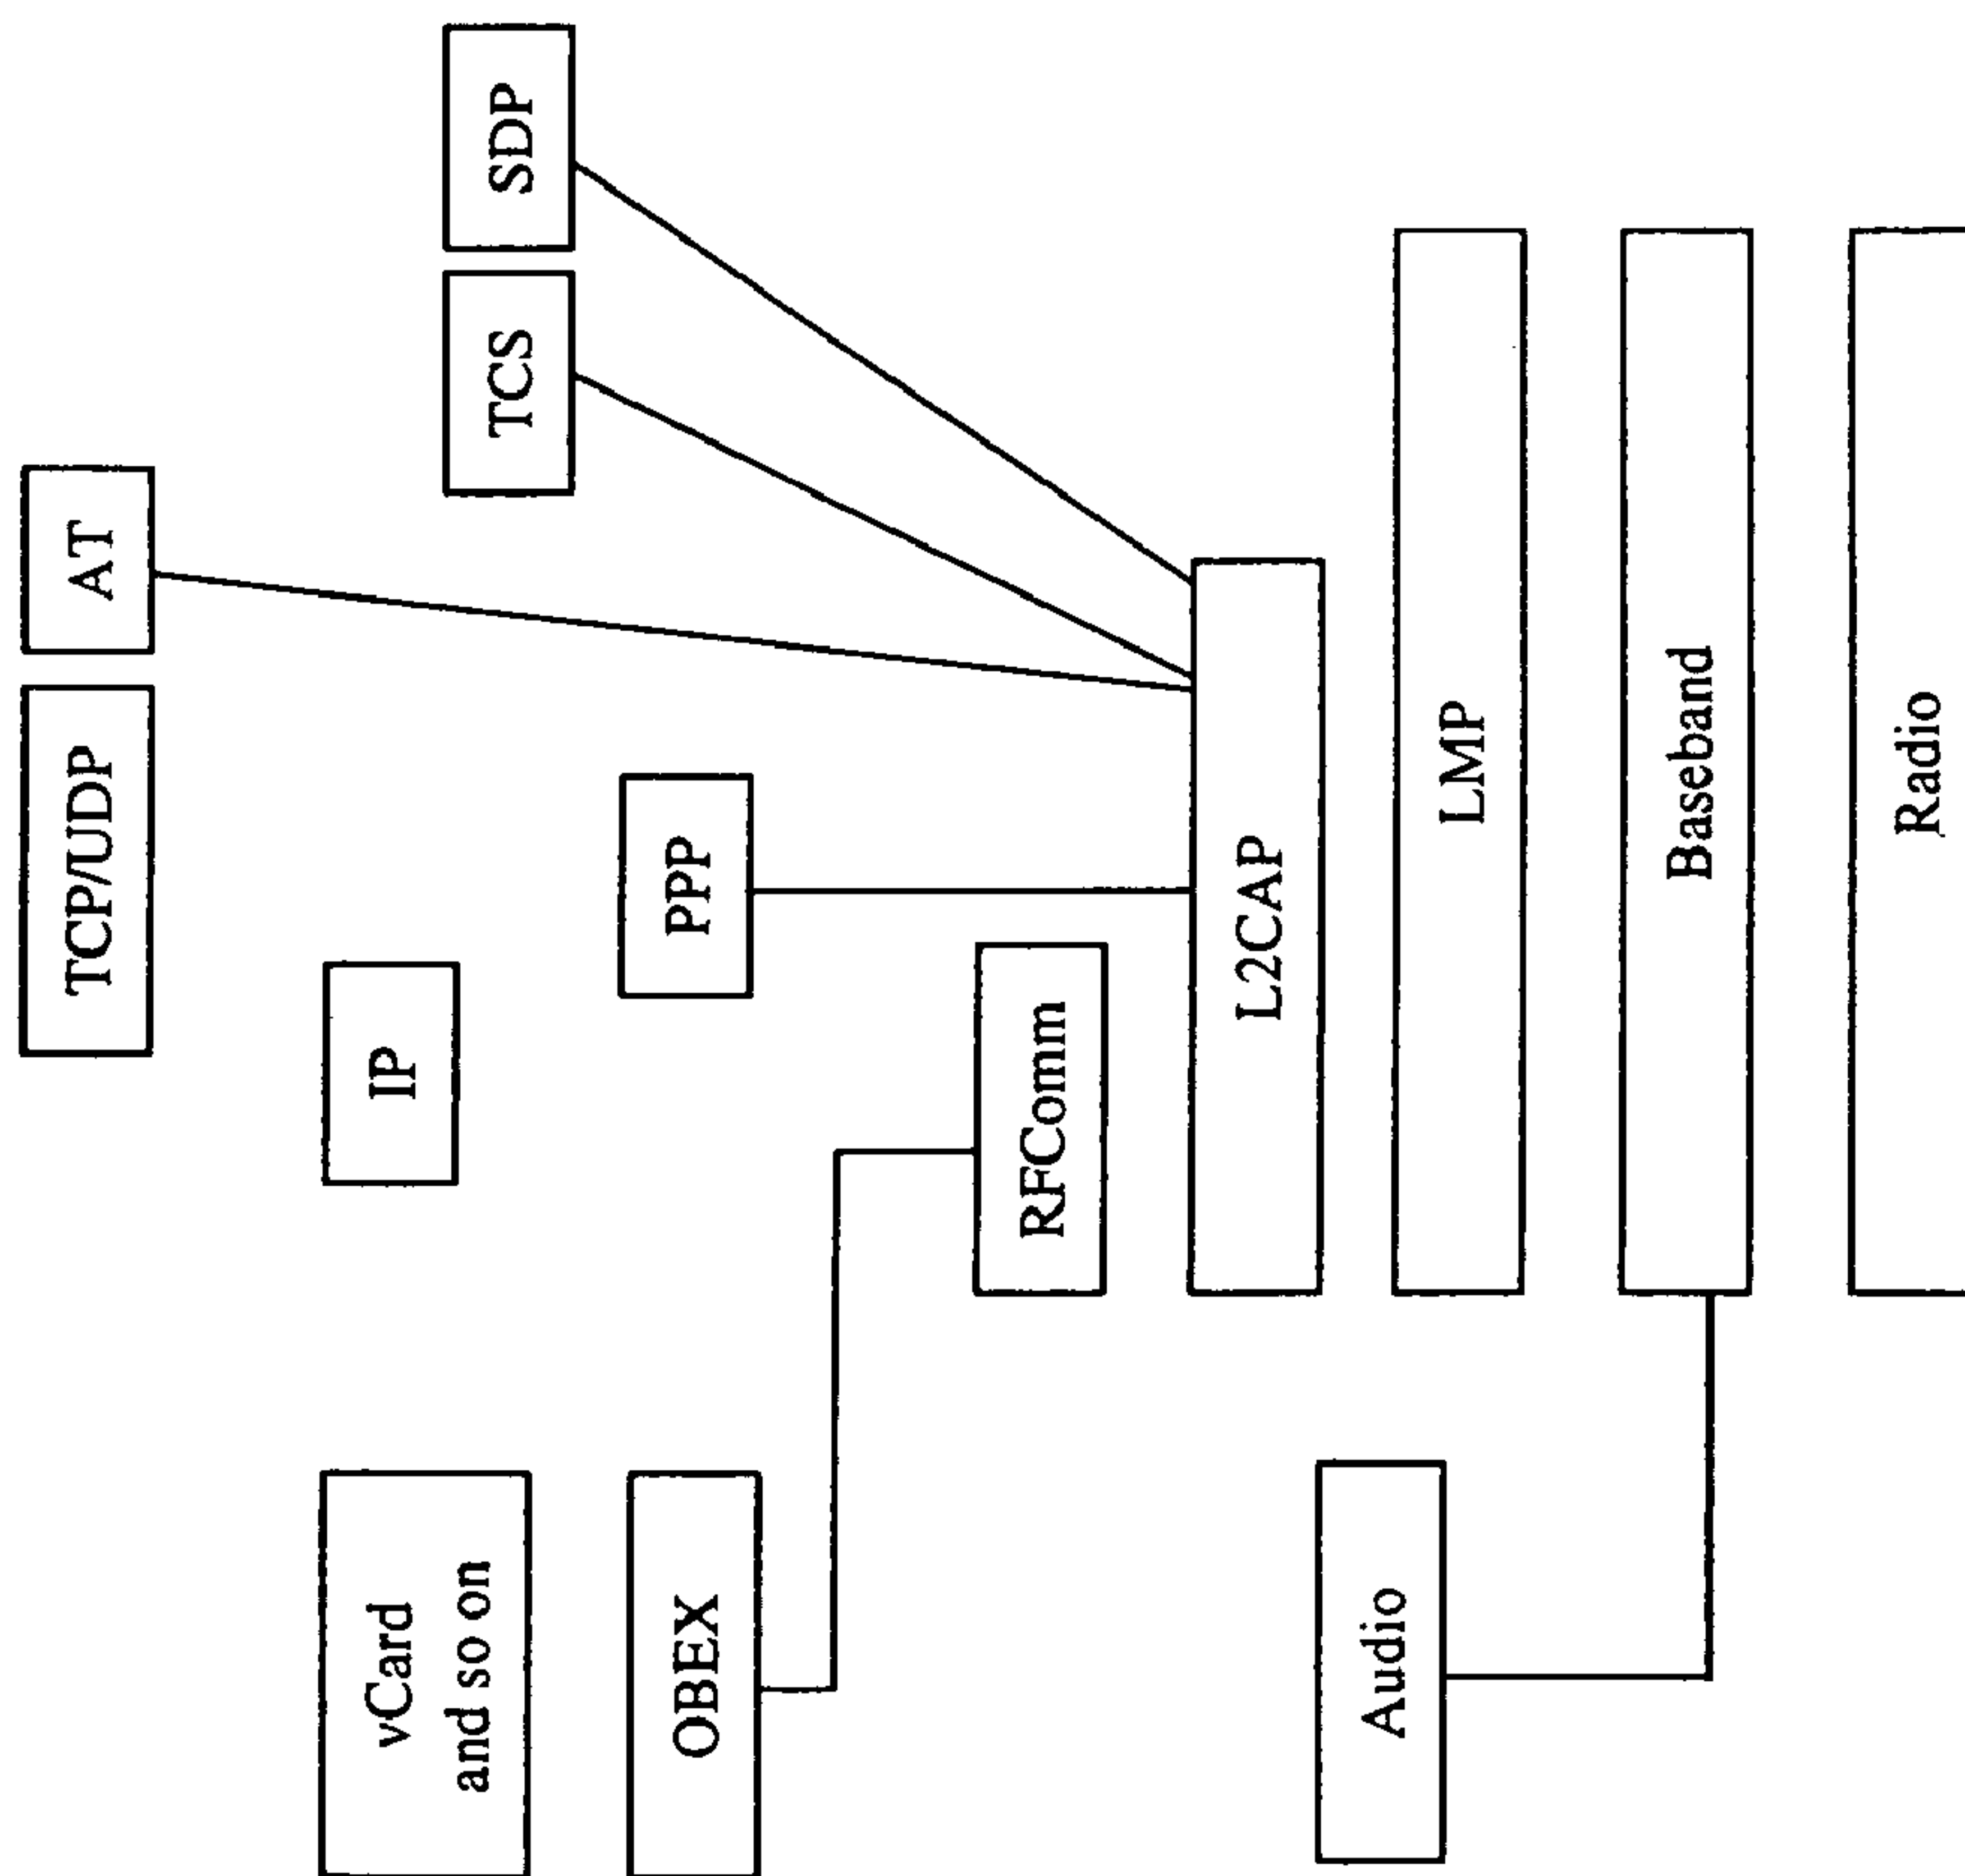 TCP/UDP
AT
vCard
and so on
IP
TCS
SDP
OBEX
PPP
RFComm
L2CAP
Audio
LMP
Baseband
Radio